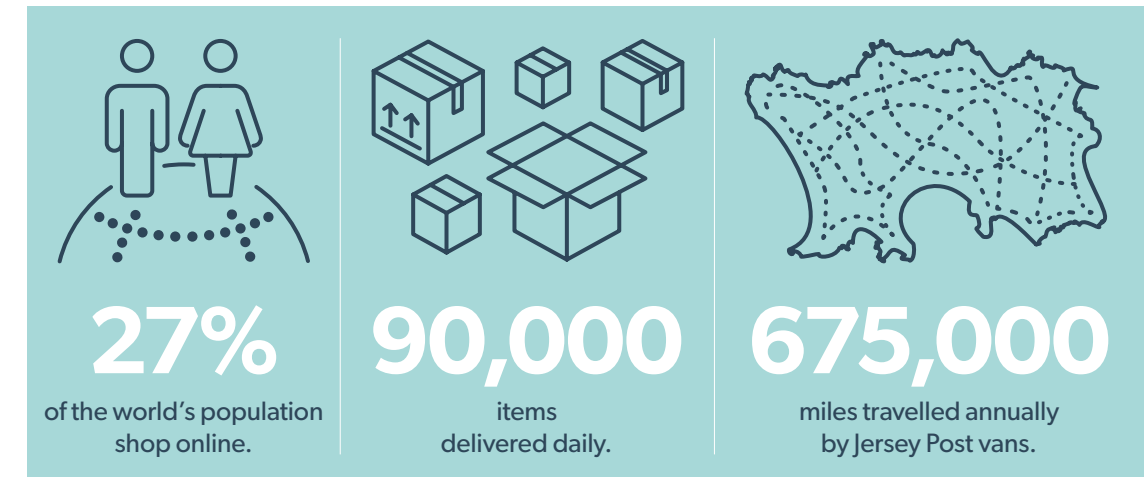 27%
of the world’s population
shop online.
90,000
items
delivered daily.
675,000
miles travelled annually
by Jersey Post vans.